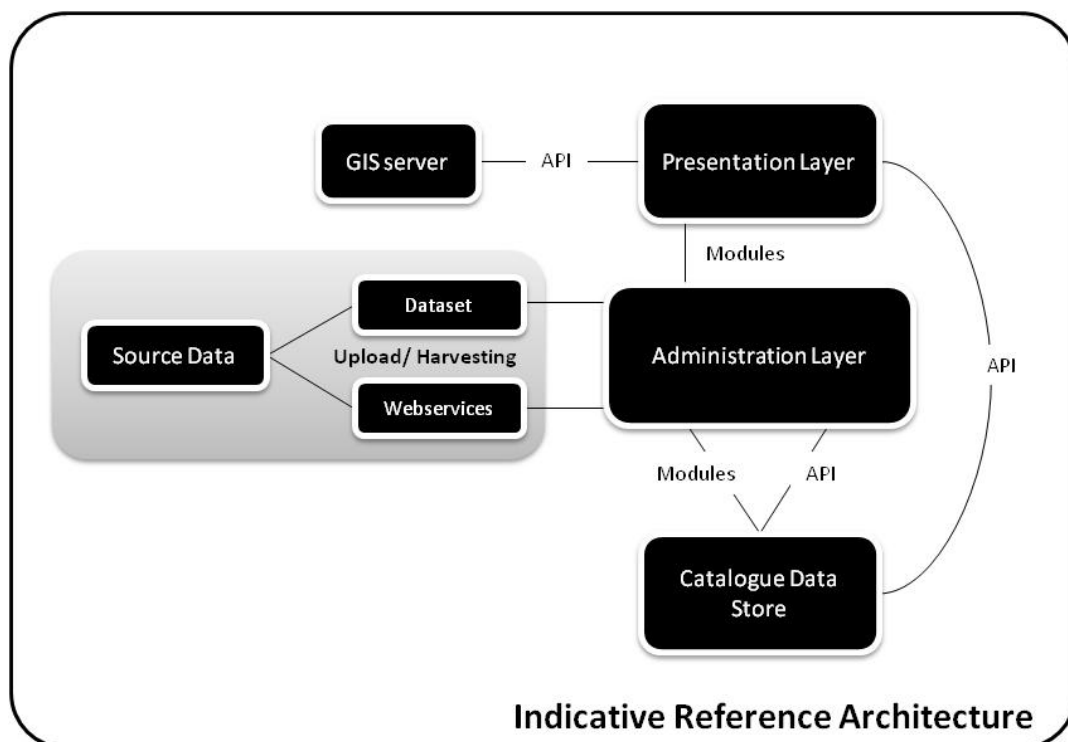 GIS server
API
Presentation Layer
Modules
Dataset
Source Data
Upload/ Harvesting
Administration Layer
API
Webservices
Modules
API
Catalogue Data
Store
Indicative Reference Architecture